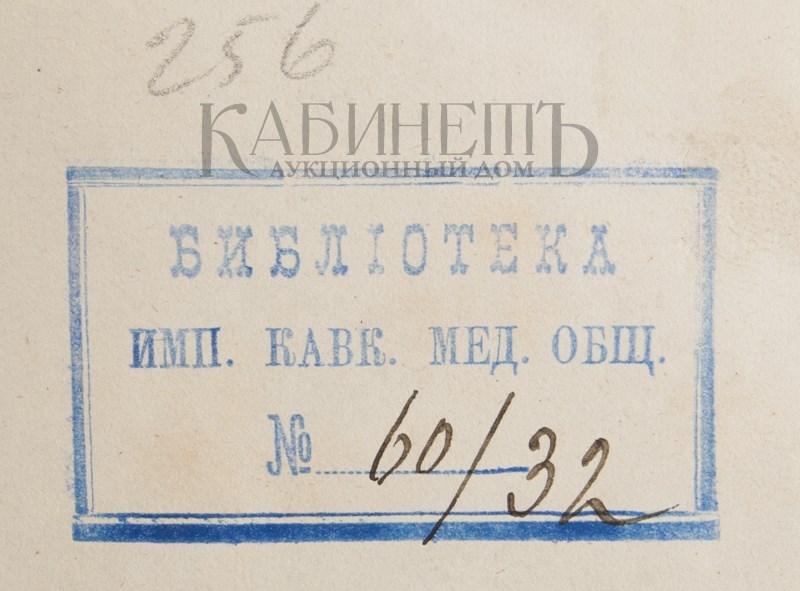 256
КАБИНЕТЪ
АУКЦИОННЫЙ ДОМ
БИБЛІОТЕКА
ИМП. КАВК. МЕД. ОБЩ.
№ 60/32